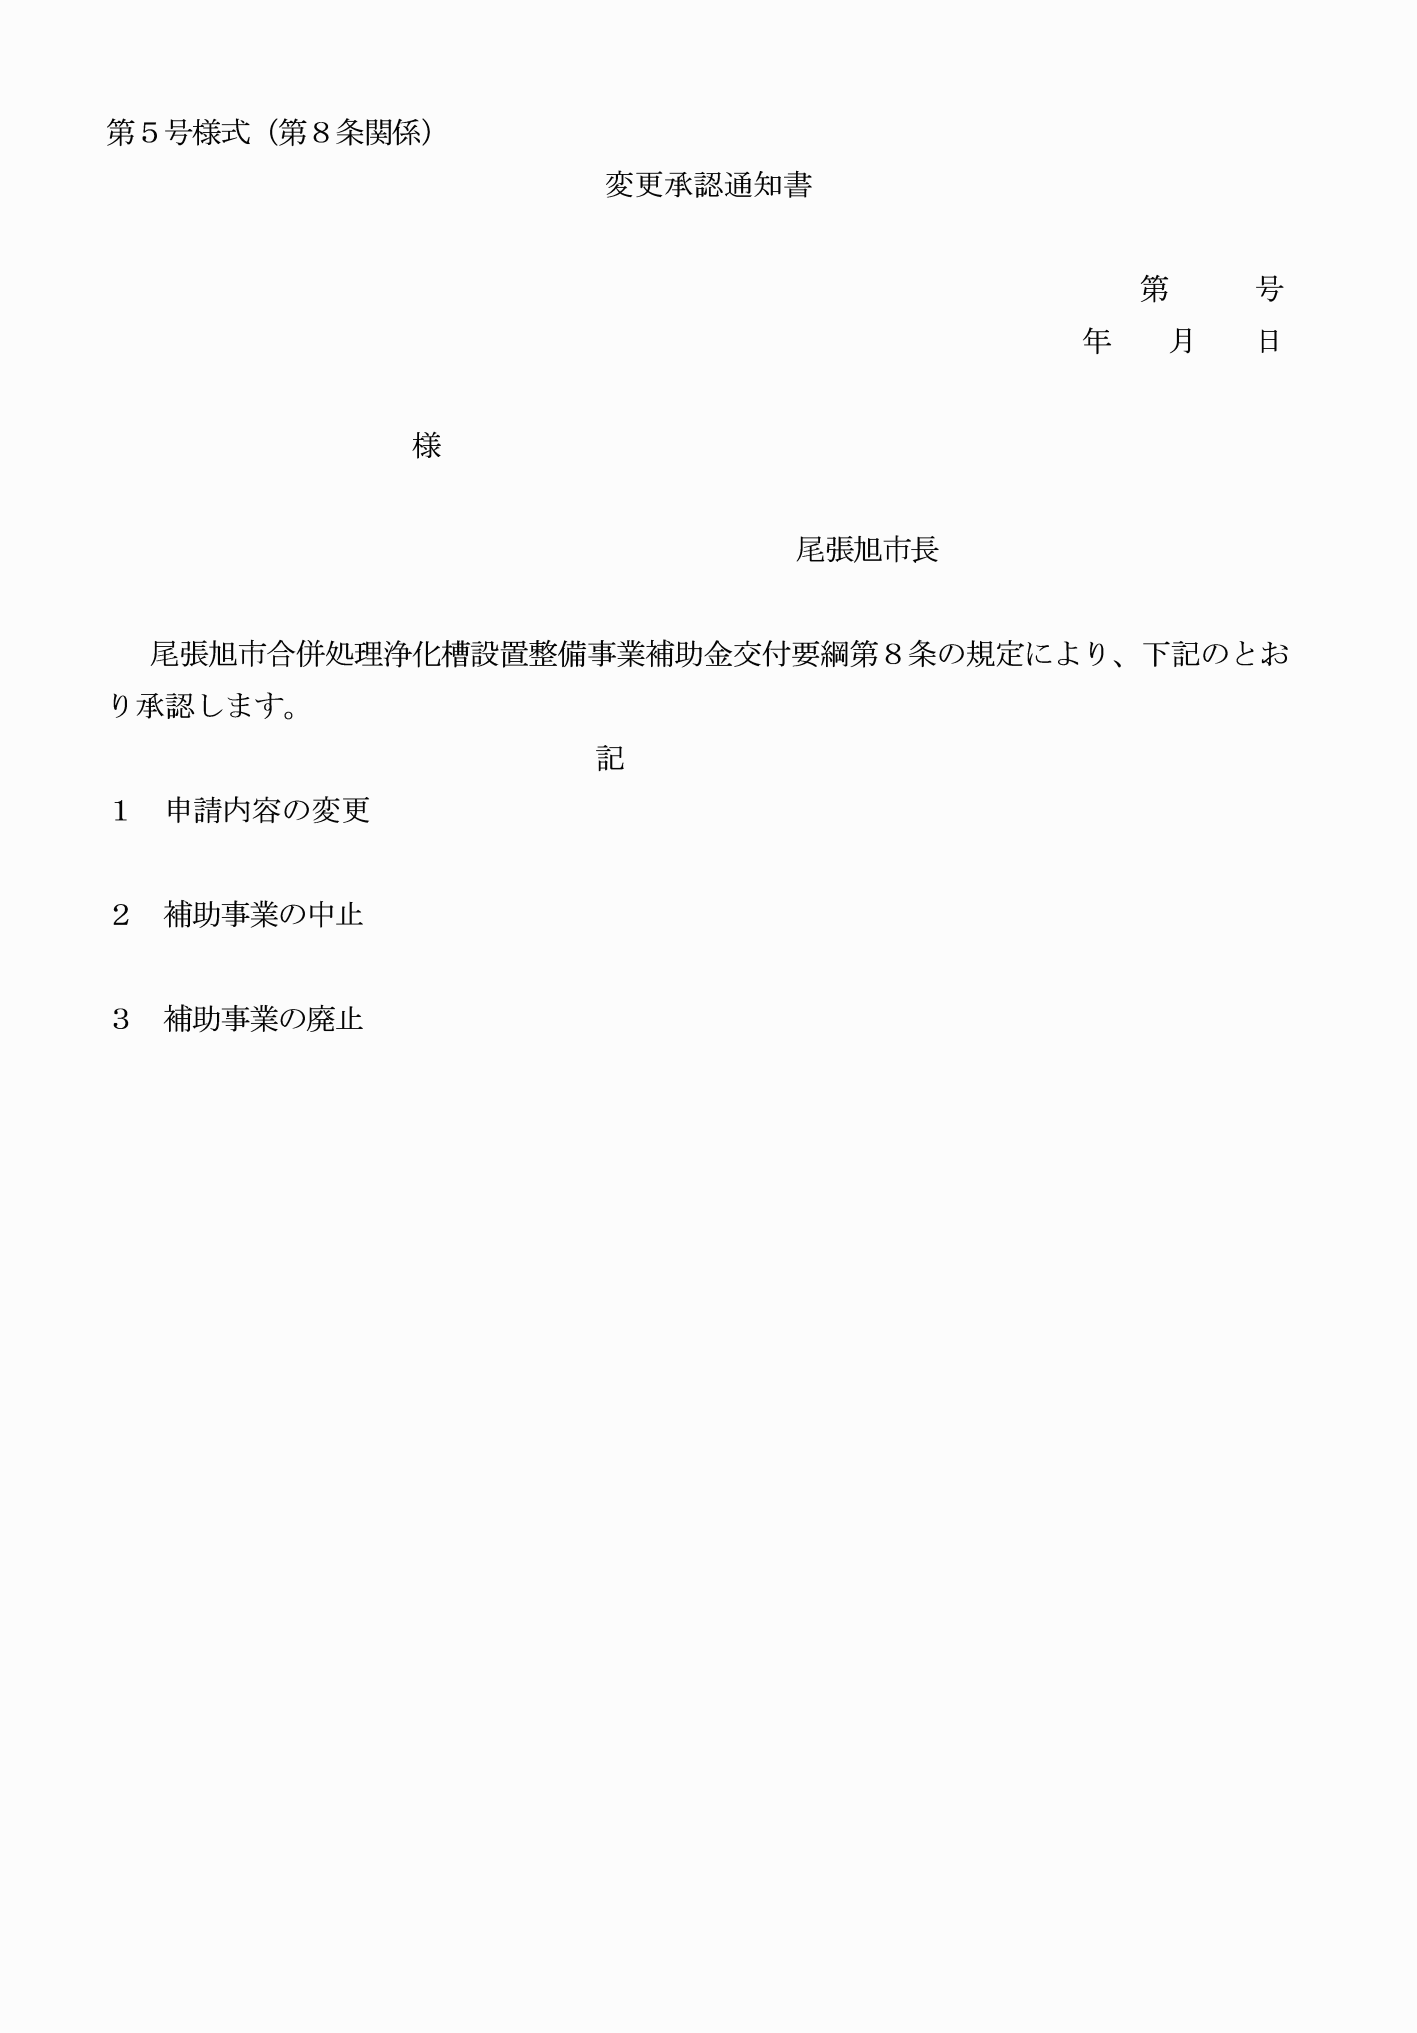 第５号様式（第８条関係）
変更承認通知書
第　　　号
年　　月　　日
様
尾張旭市長
尾張旭市合併処理浄化槽設置整備事業補助金交付要綱第８条の規定により、下記のとお
り承認します。
記
１　申請内容の変更
２　補助事業の中止
３　補助事業の廃止